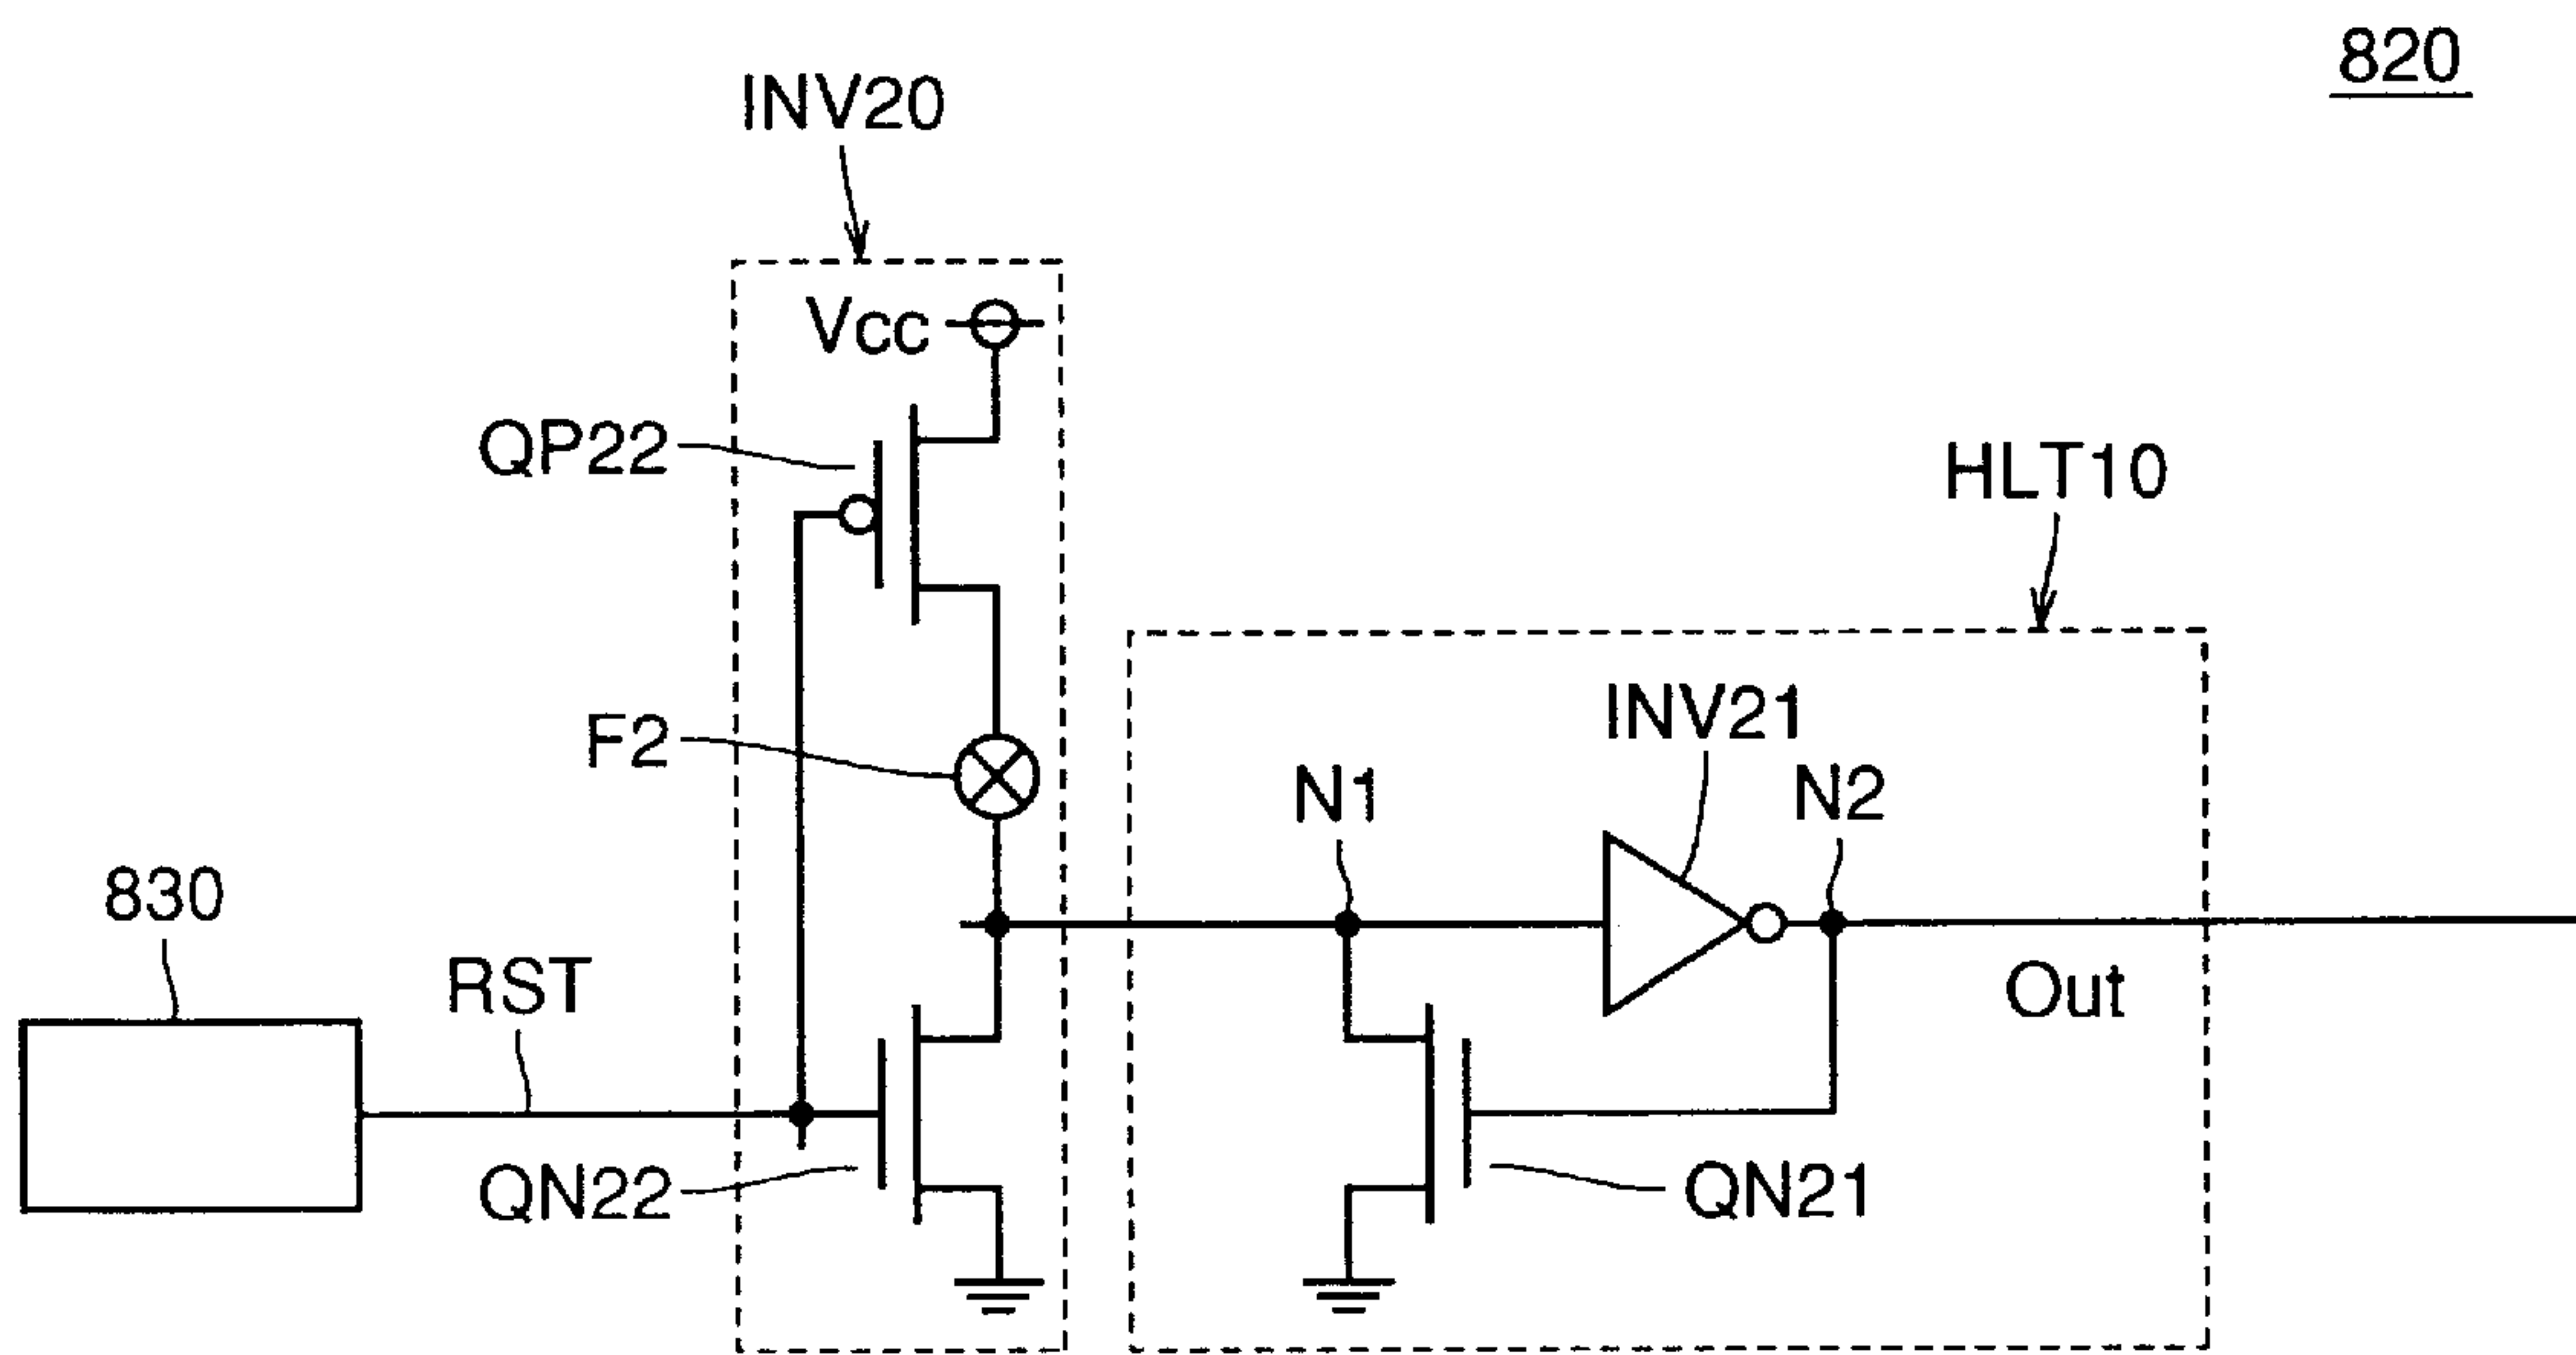 820
INV20
Vcc
QP22
HLT10
F2
INV21
N1
N2
830
RST
Out
QN22
QN21